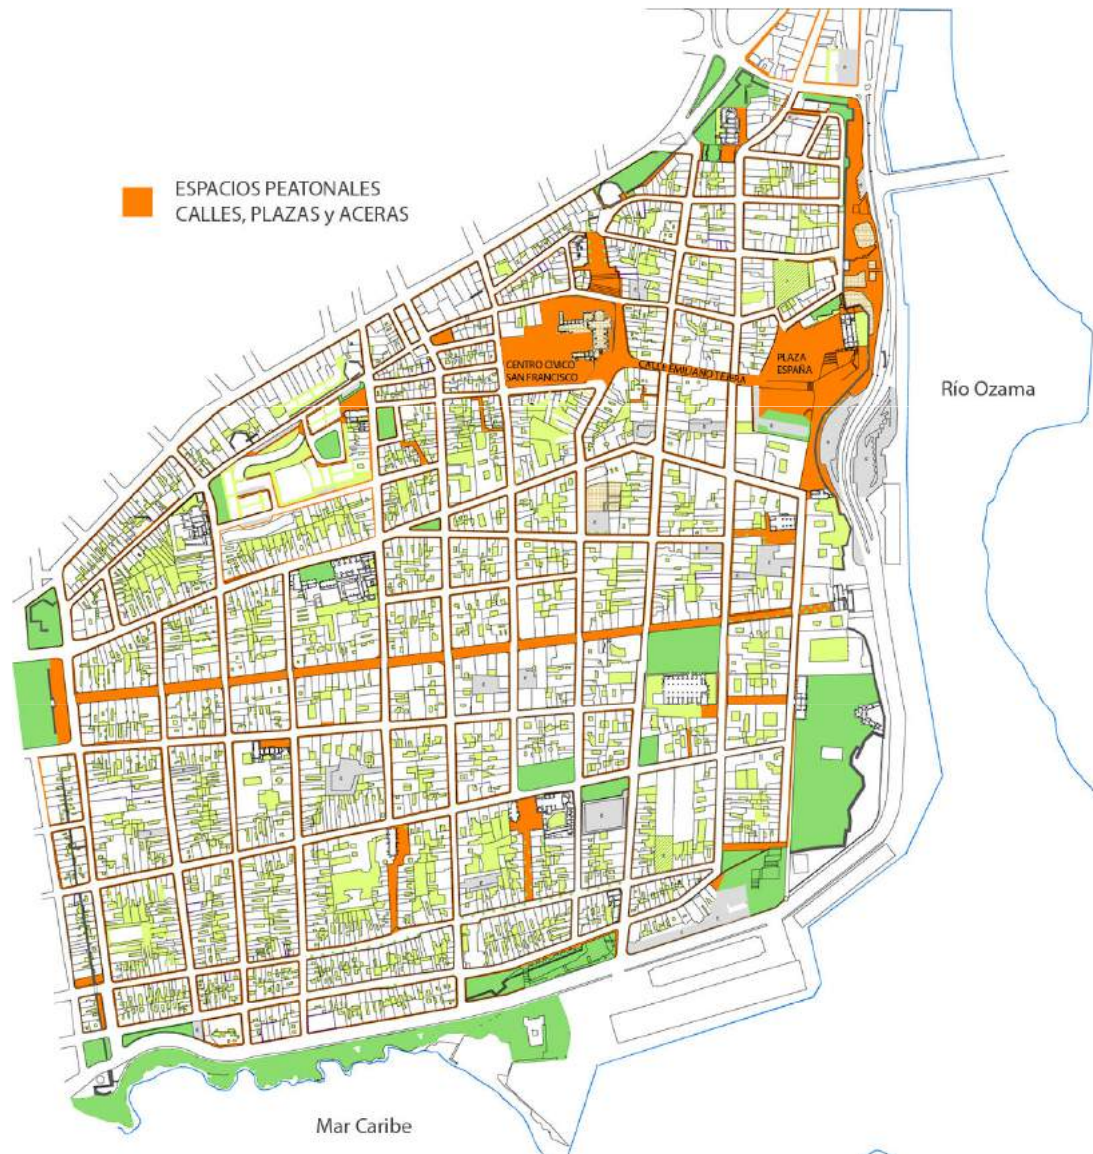 ESPACIOS PEATONALES
CALLES, PLAZAS y ACERAS
CENTRO CIVICO
SAN FRANCISCO
CALLE EMILIANO TEJERA
PLAZA
ESPAÑA
Río Ozama
Mar Caribe